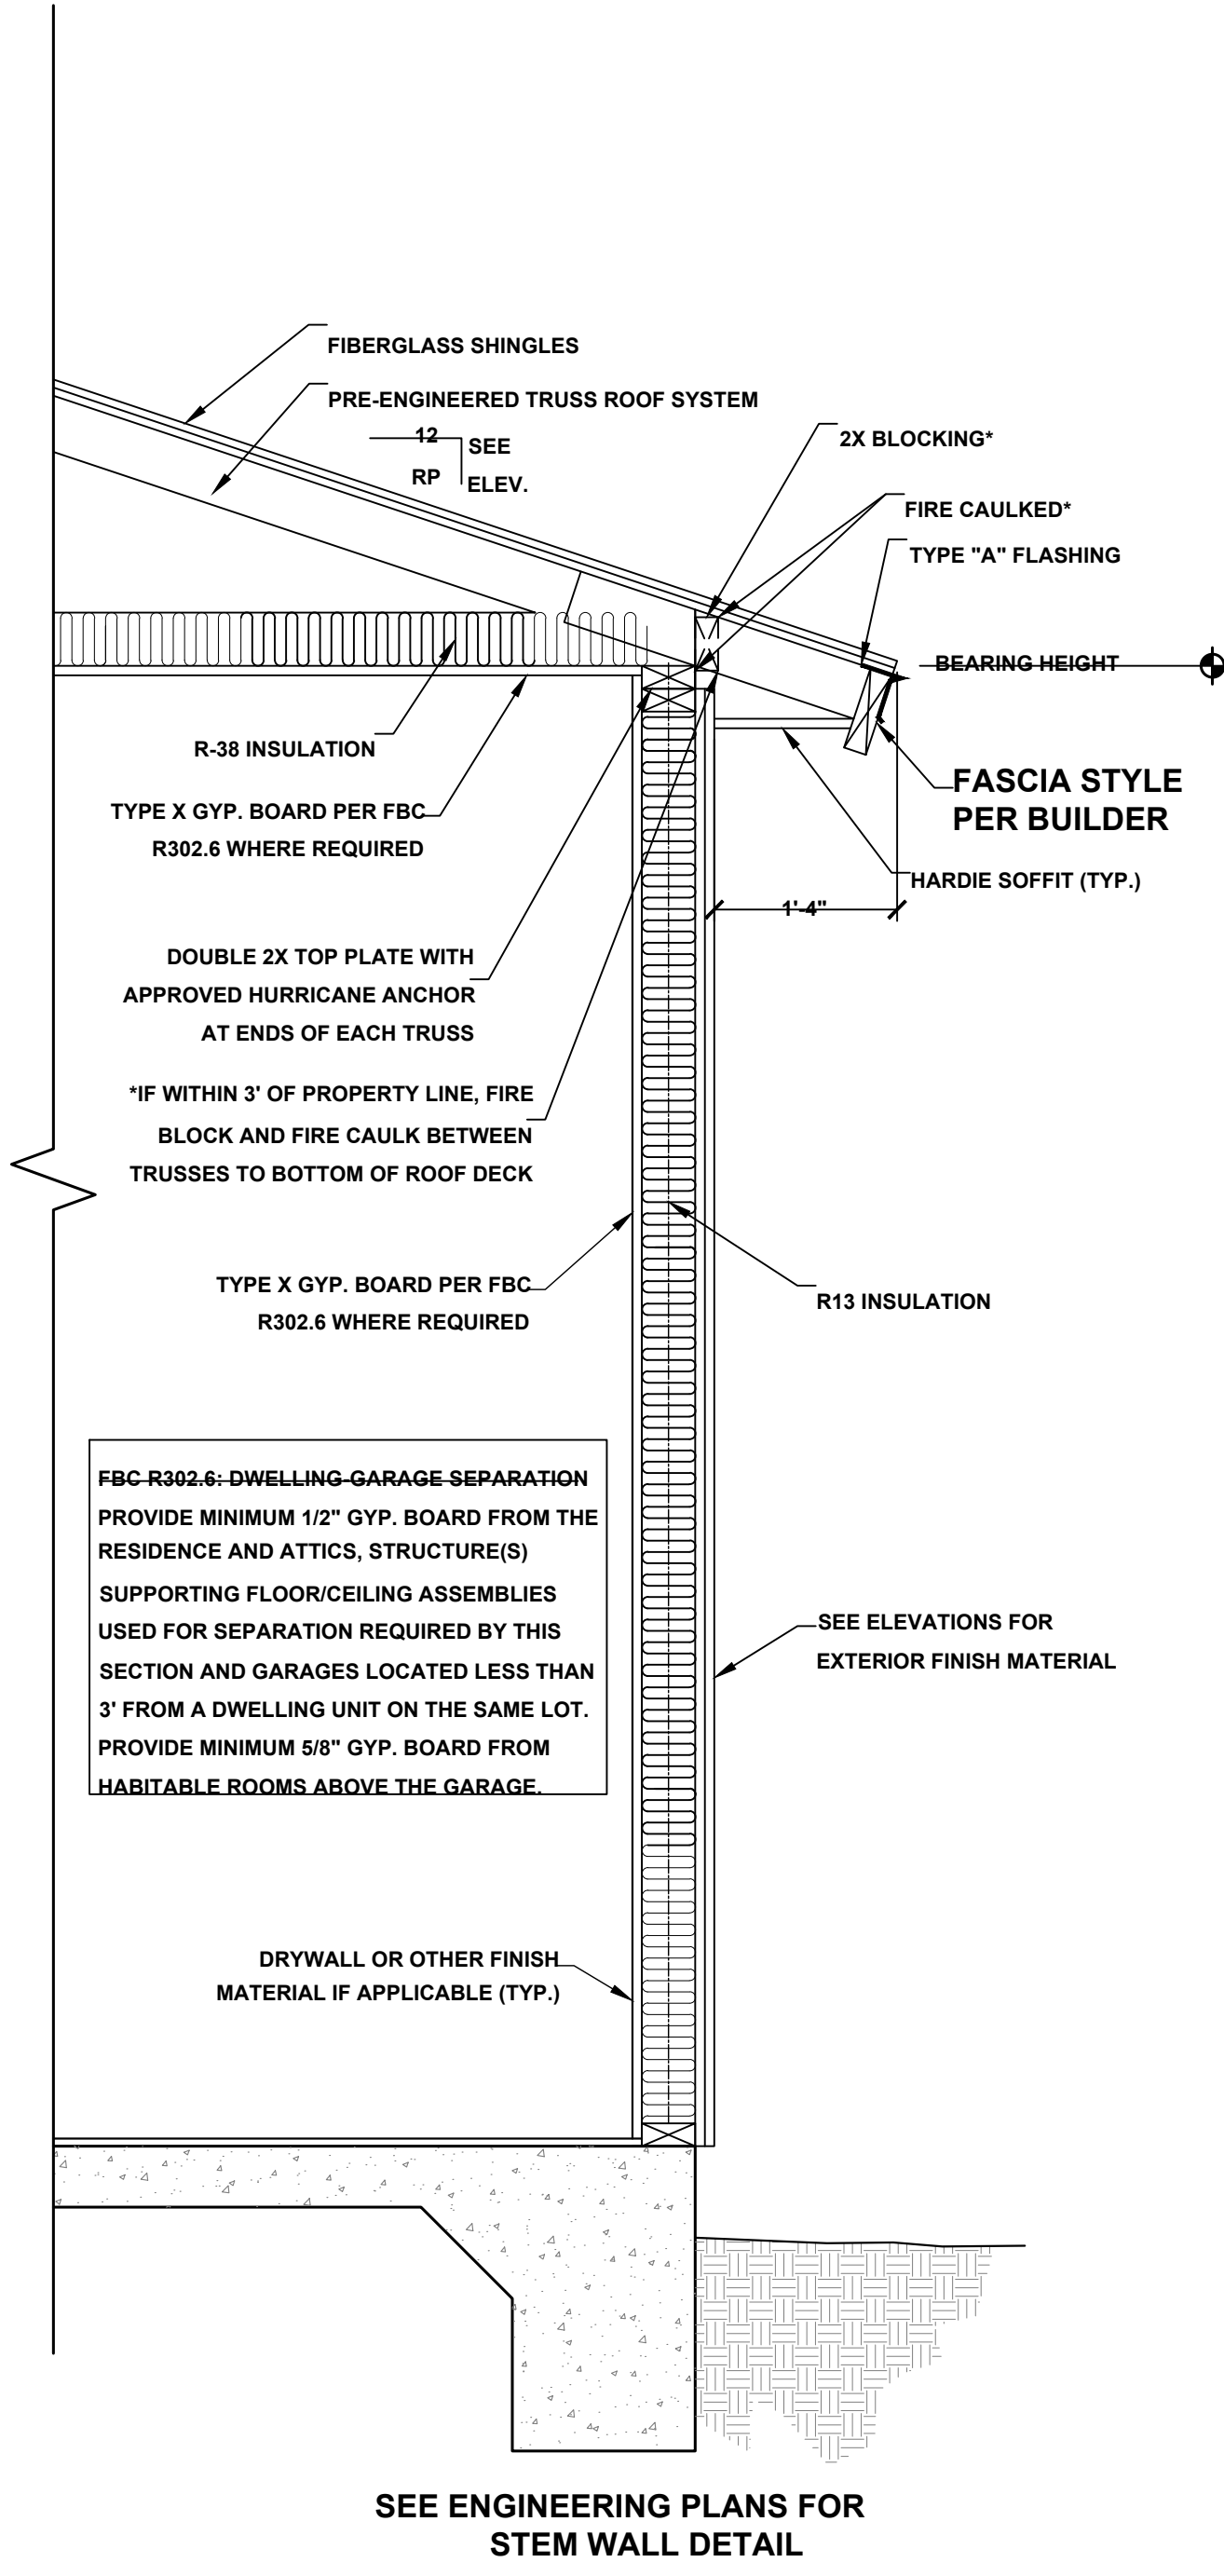 FIBERGLASS SHINGLES
PRE-ENGINEERED TRUSS ROOF SYSTEM
12
SEE
RP
ELEV.
2X BLOCKING*
FIRE CAULKED*
TYPE "A" FLASHING
BEARING HEIGHT
R-38 INSULATION
FASCIA STYLE
PER BUILDER
TYPE X GYP. BOARD PER FBC
R302.6 WHERE REQUIRED
HARDIE SOFFIT (TYP.)
1'-4"
DOUBLE 2X TOP PLATE WITH
APPROVED HURRICANE ANCHOR
AT ENDS OF EACH TRUSS
*IF WITHIN 3' OF PROPERTY LINE, FIRE
BLOCK AND FIRE CAULK BETWEEN
TRUSSES TO BOTTOM OF ROOF DECK
TYPE X GYP. BOARD PER FBC
R302.6 WHERE REQUIRED
R13 INSULATION
FBC R302.6: DWELLING-GARAGE SEPARATION
PROVIDE MINIMUM 1/2" GYP. BOARD FROM THE
RESIDENCE AND ATTICS, STRUCTURE(S)
SUPPORTING FLOOR/CEILING ASSEMBLIES
USED FOR SEPARATION REQUIRED BY THIS
SECTION AND GARAGES LOCATED LESS THAN
3' FROM A DWELLING UNIT ON THE SAME LOT.
PROVIDE MINIMUM 5/8" GYP. BOARD FROM
HABITABLE ROOMS ABOVE THE GARAGE.
SEE ELEVATIONS FOR
EXTERIOR FINISH MATERIAL
DRYWALL OR OTHER FINISH
MATERIAL IF APPLICABLE (TYP.)
SEE ENGINEERING PLANS FOR
STEM WALL DETAIL